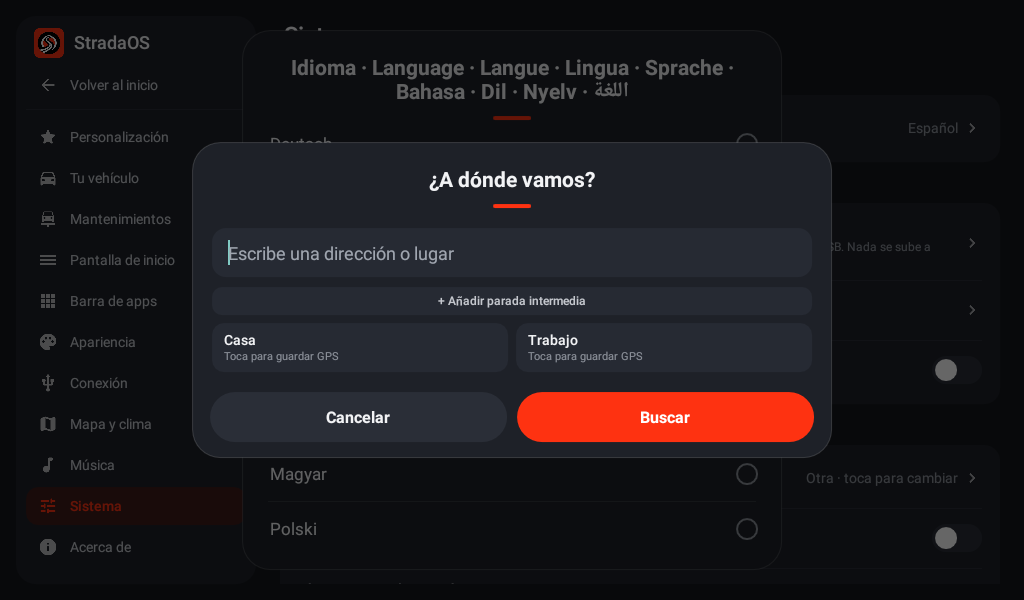 StradaOS
Volver al inicio
Personalización
Tu vehículo
Mantenimientos
Pantalla de inicio
Barra de apps
Apariencia
Conexión
Mapa y clima
Música
Sistema
Acerca de
Idioma · Language · Langue · Lingua · Sprache ·
Bahasa · Dil · Nyelv · اللغة
Español
¿A dónde vamos?
Escribe una dirección o lugar
+ Añadir parada intermedia
Casa
Toca para guardar GPS
Trabajo
Toca para guardar GPS
Cancelar
Buscar
Nada se sube a
Magyar
Polski
Otra · toca para cambiar